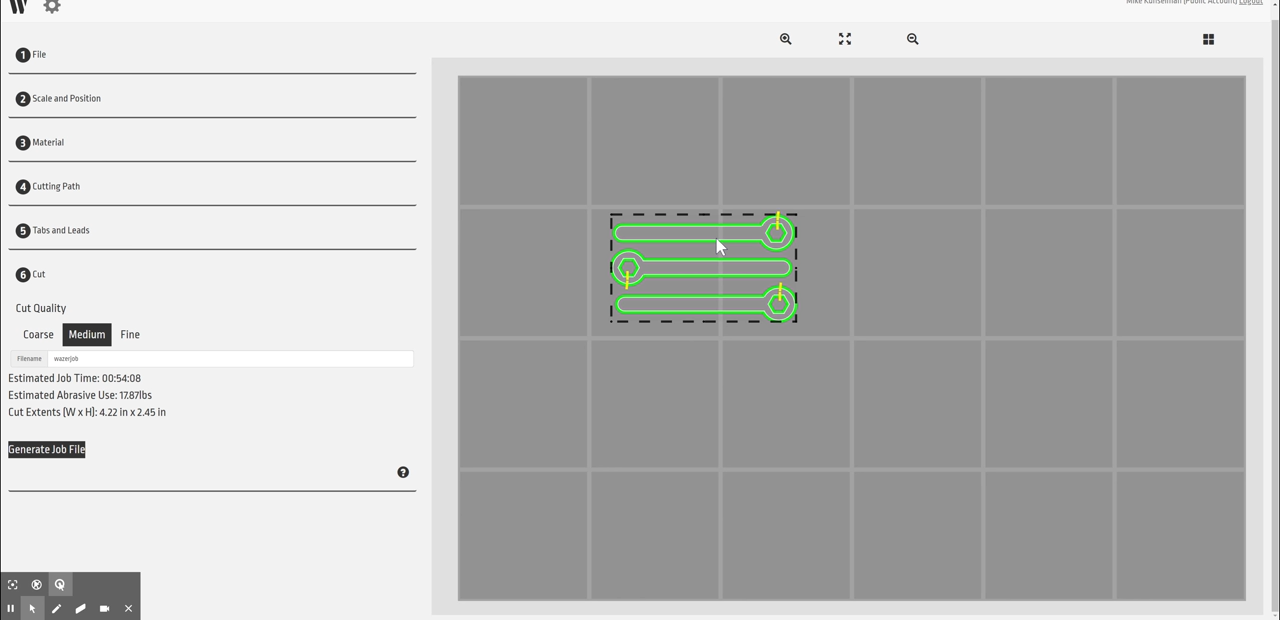 W
Mike Kunselman (Public Account) Logout
1 File
2 Scale and Position
3 Material
4 Cutting Path
5 Tabs and Leads
6 Cut
Cut Quality
Coarse Medium Fine
Filename wazerjob
Estimated Job Time: 00:54:08
Estimated Abrasive Use: 17.87lbs
Cut Extents (W x H): 4.22 in x 2.45 in
Generate Job File
?